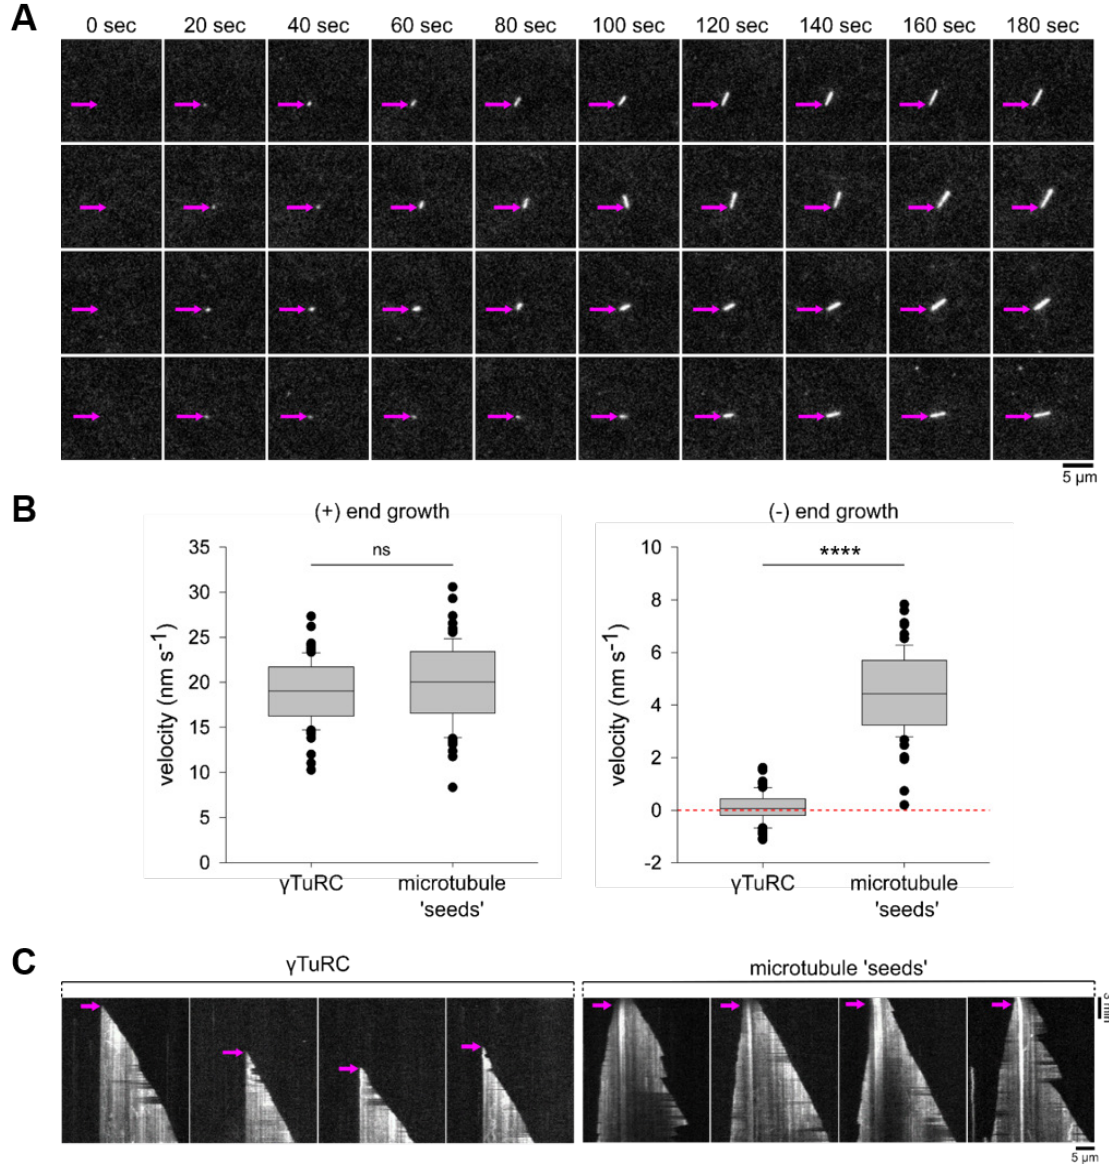 A
0 sec 20 sec 40 sec 60 sec 80 sec 100 sec 120 sec 140 sec 160 sec 180 sec
5 µm
B
(+) end growth
ns
velocity (nm s⁻¹)
35
30
25
20
15
10
5
0
γTuRC
microtubule
'seeds'
(-) end growth
****
velocity (nm s⁻¹)
10
8
6
4
2
0
-2
γTuRC
microtubule
'seeds'
C
γTuRC
microtubule 'seeds'
3 min
5 µm